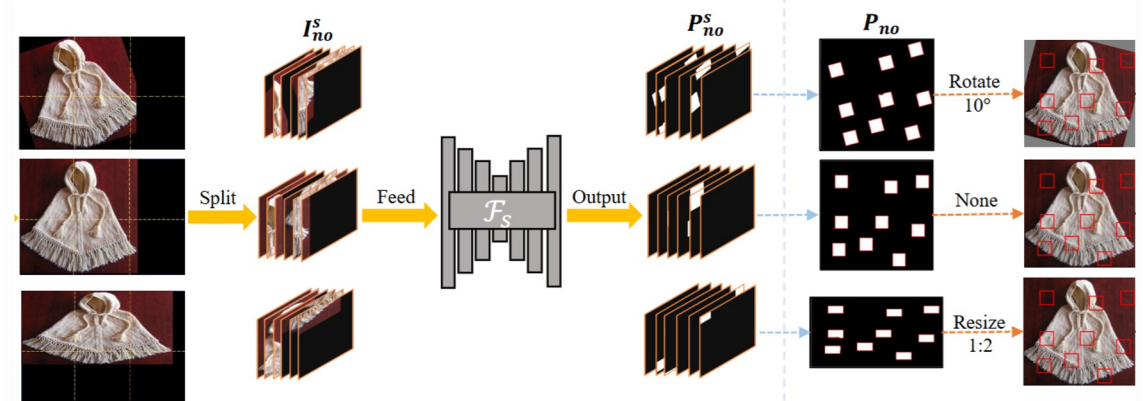 I^s_no
P^s_no
P_no
Rotate
10°
Split
Feed
F_S
Output
None
Resize
1:2